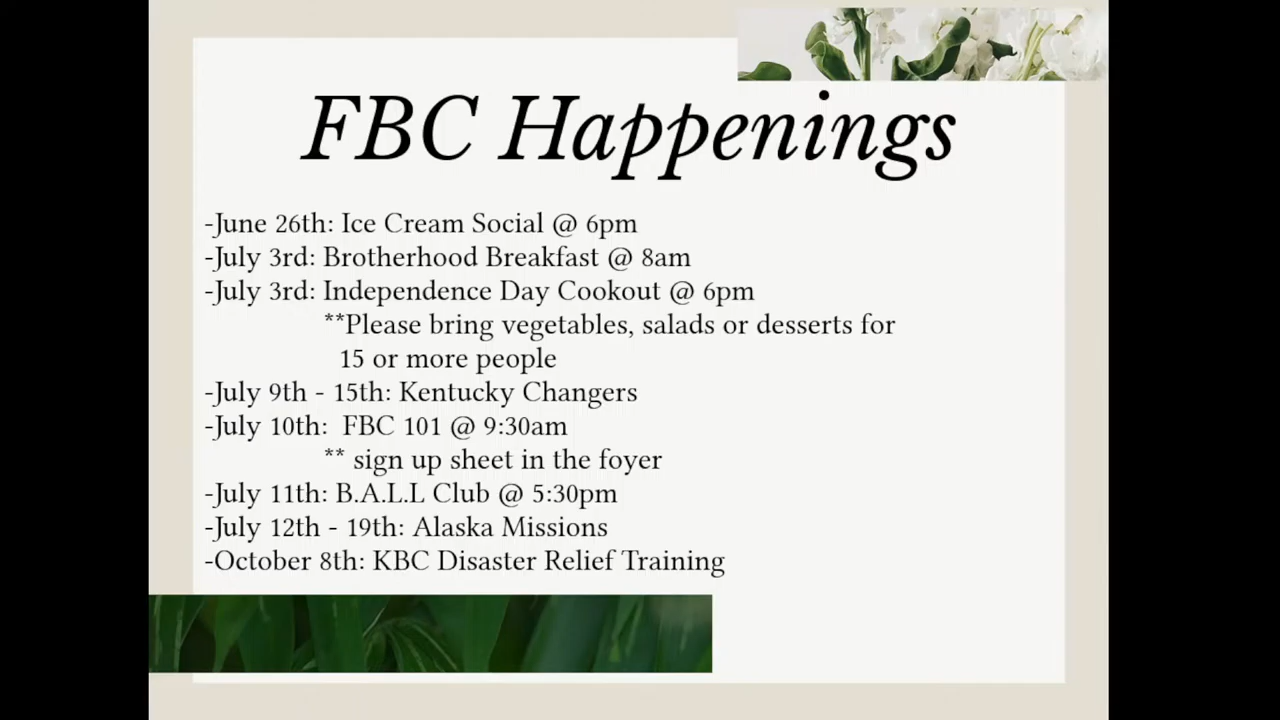 FBC Happenings
-June 26th: Ice Cream Social @ 6pm
-July 3rd: Brotherhood Breakfast @ 8am
-July 3rd: Independence Day Cookout @ 6pm
**Please bring vegetables, salads or desserts for
15 or more people
-July 9th - 15th: Kentucky Changers
-July 10th:  FBC 101 @ 9:30am
** sign up sheet in the foyer
-July 11th: B.A.L.L Club @ 5:30pm
-July 12th - 19th: Alaska Missions
-October 8th: KBC Disaster Relief Training